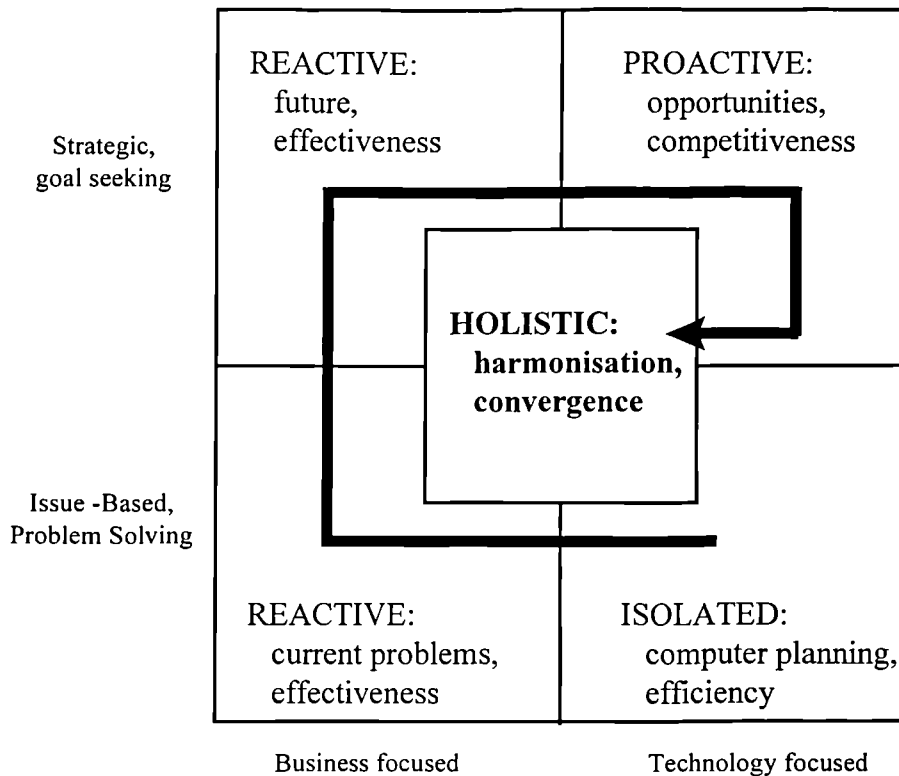 REACTIVE:
future,
effectiveness
PROACTIVE:
opportunities,
competitiveness
Strategic,
goal seeking
HOLISTIC:
harmonisation,
convergence
Issue -Based,
Problem Solving
REACTIVE:
current problems,
effectiveness
ISOLATED:
computer planning,
efficiency
Business focused
Technology focused